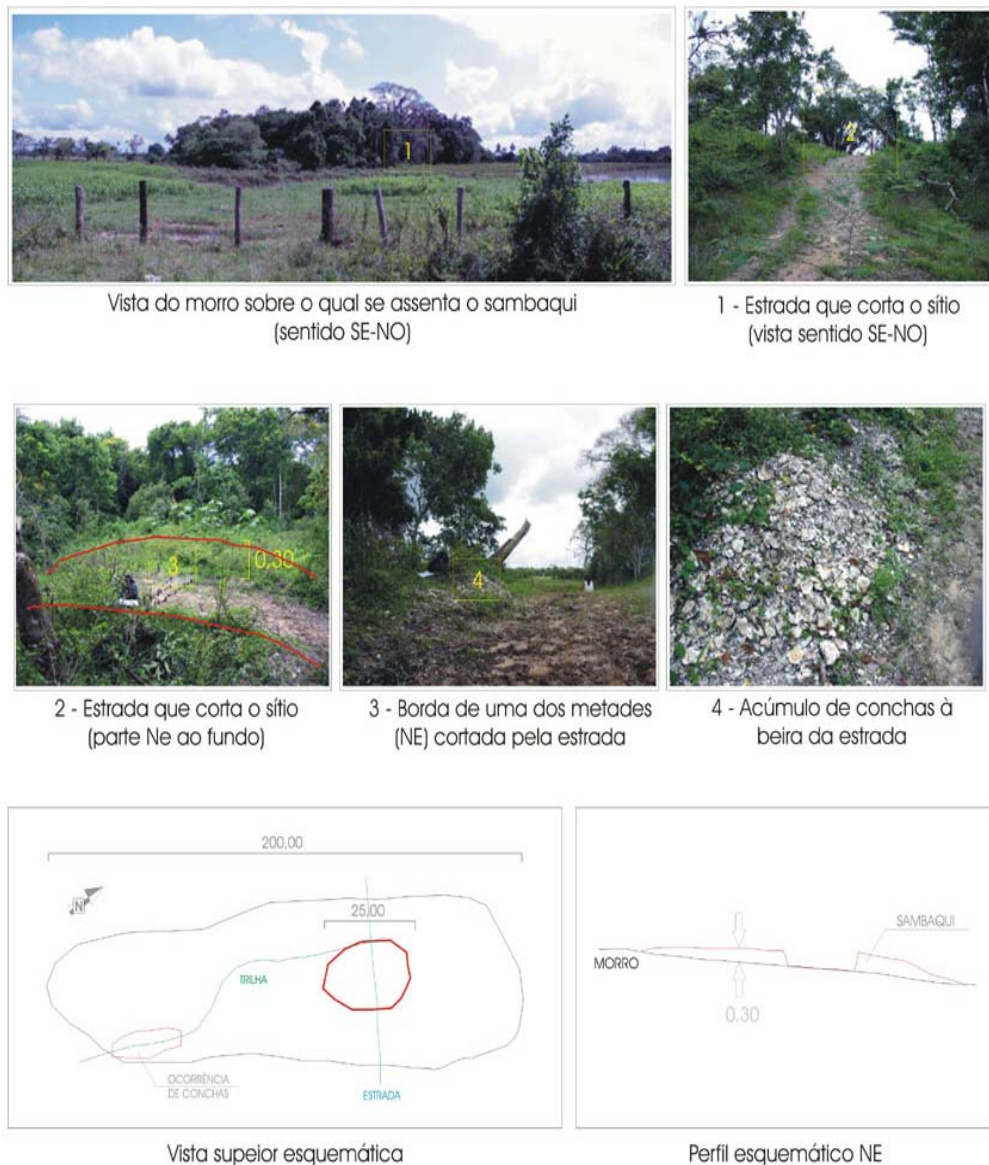 1
2
Vista do morro sobre o qual se assenta o sambaqui
(sentido SE-NO)
1 - Estrada que corta o sítio
(vista sentido SE-NO)
3
0,30
4
2 - Estrada que corta o sítio
(parte Ne ao fundo)
3 - Borda de uma dos metades
(NE) cortada pela estrada
4 - Acúmulo de conchas à
beira da estrada
200,00
N
25,00
TRILHA
OCORRÊNCIA
DE CONCHAS
ESTRADA
SAMBAQUI
MORRO
0,30
Vista supeior esquemática
Perfil esquemático NE